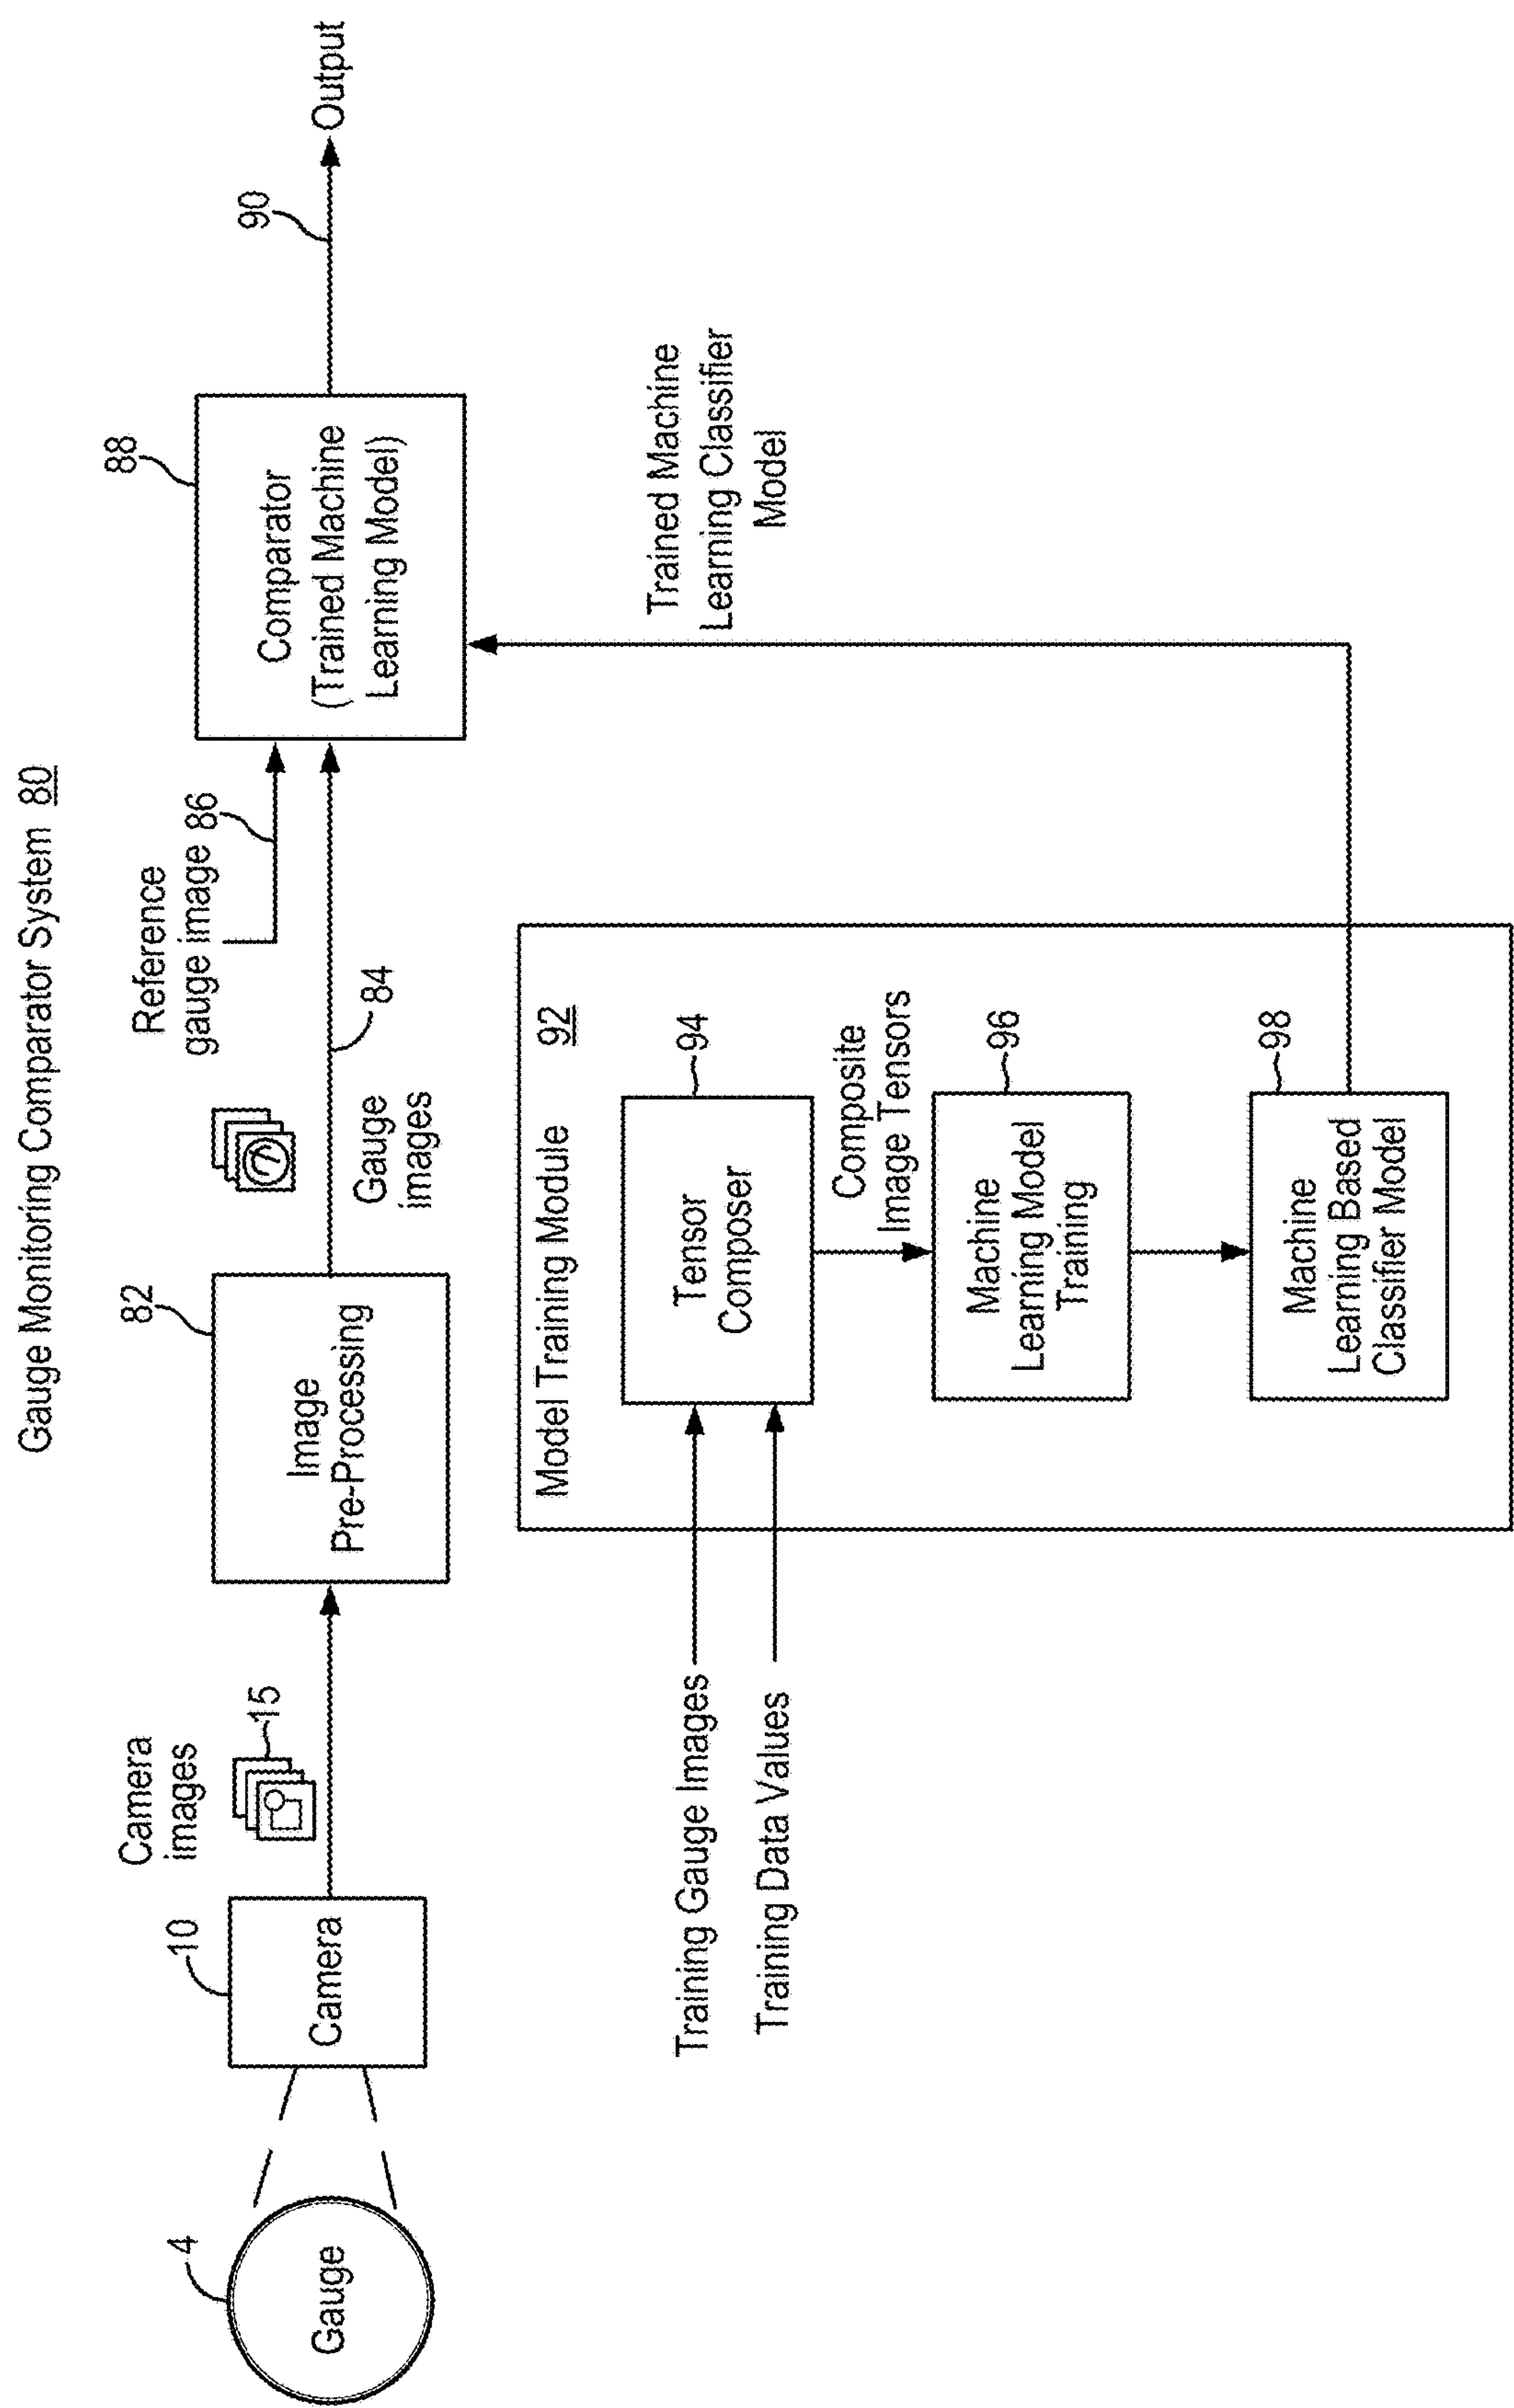 Gauge Monitoring Comparator System 80
4
Gauge
10
Camera
Camera
images
15
82
Image
Pre-Processing
Gauge
images
84
Reference
gauge image 86
88
Comparator
(Trained Machine
Learning Model)
90
Output
Trained Machine
Learning Classifier
Model
Training Gauge Images
Training Data Values
Model Training Module 92
94
Tensor
Composer
Composite
Image Tensors
96
Machine
Learning Model
Training
98
Machine
Learning Based
Classifier Model